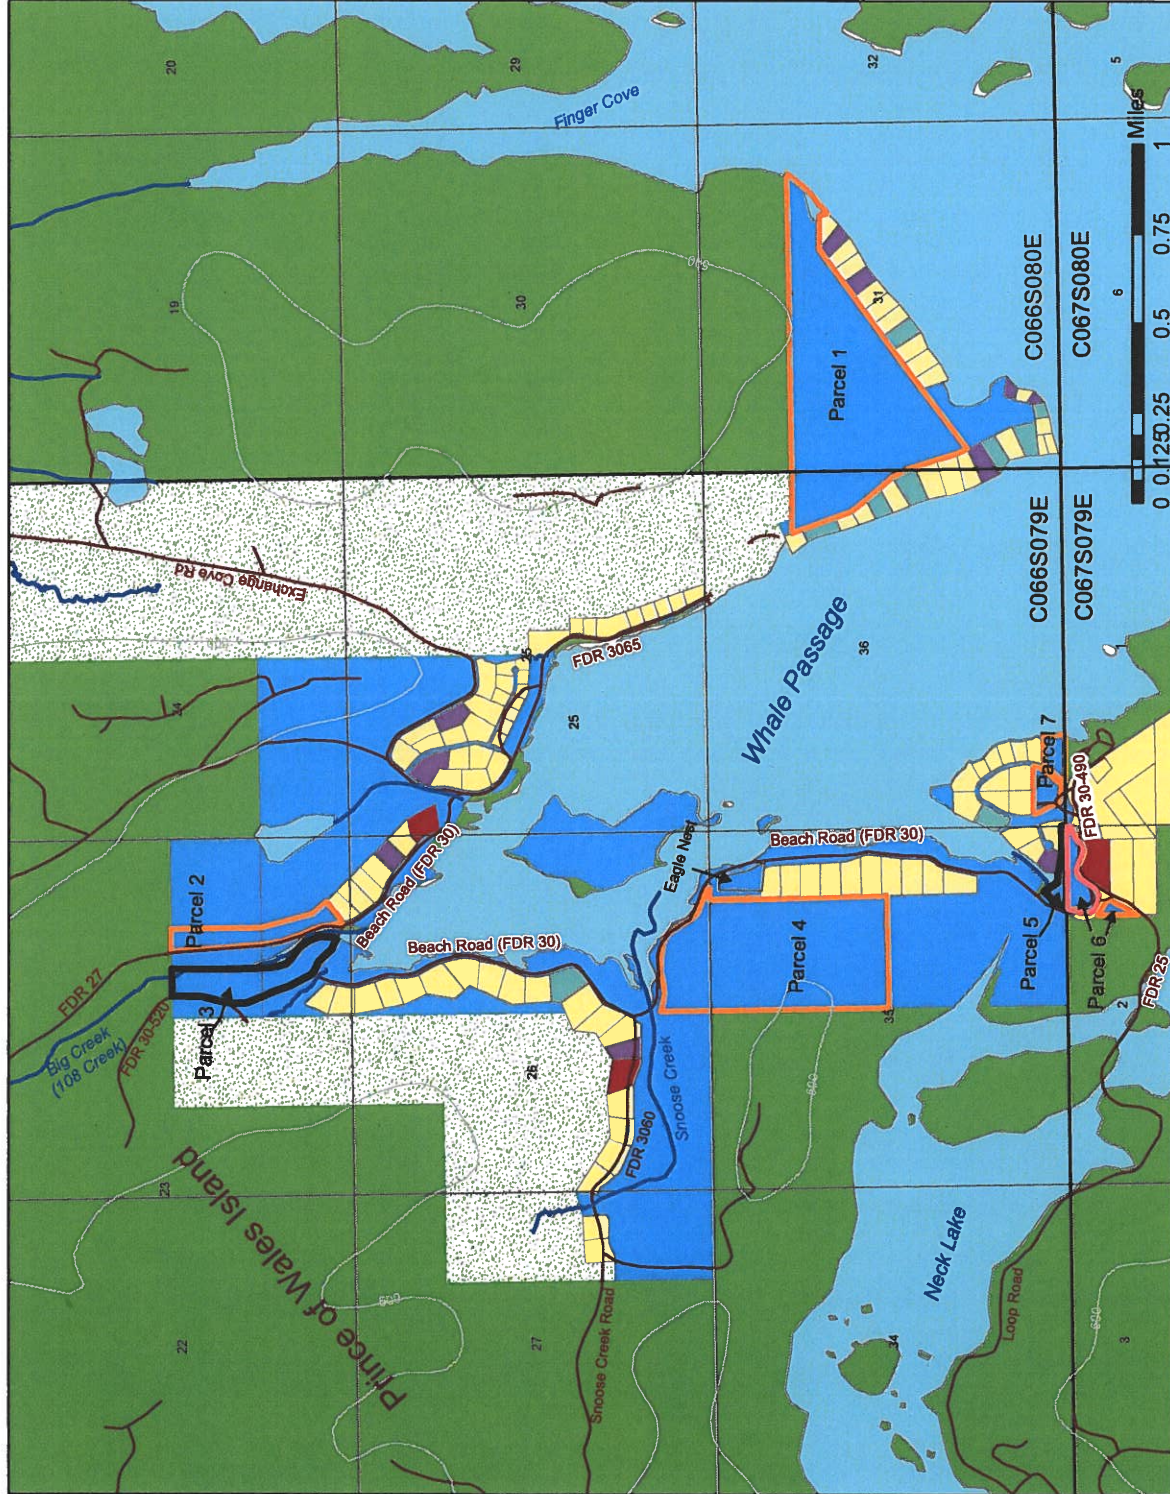 20
29
32
5
Finger Cove
19
30
31
6
600
Parcel 1
C066S080E
C067S080E
Miles
0
0.125
0.25
0.5
0.75
1
Exchange Cove Rd
C066S079E
C067S079E
FDR 3065
25
25
24
36
Whale Passage
Parcel 7
FDR 30-490
Beach Road (FDR 30)
Eagle Nest
Beach Road (FDR 30)
Beach Road (FDR 30)
Parcel 2
FDR 27
Big Creek
(108 Creek)
FDR 30-520
Parcel 3
Parcel 4
Parcel 5
Parcel 6
FDR 25
2
35
26
Snoose Creek
FDR 3060
600
23
Prince of Wales Island
22
27
600
Snoose Creek Road
Neck Lake
Loop Road
34
600
3